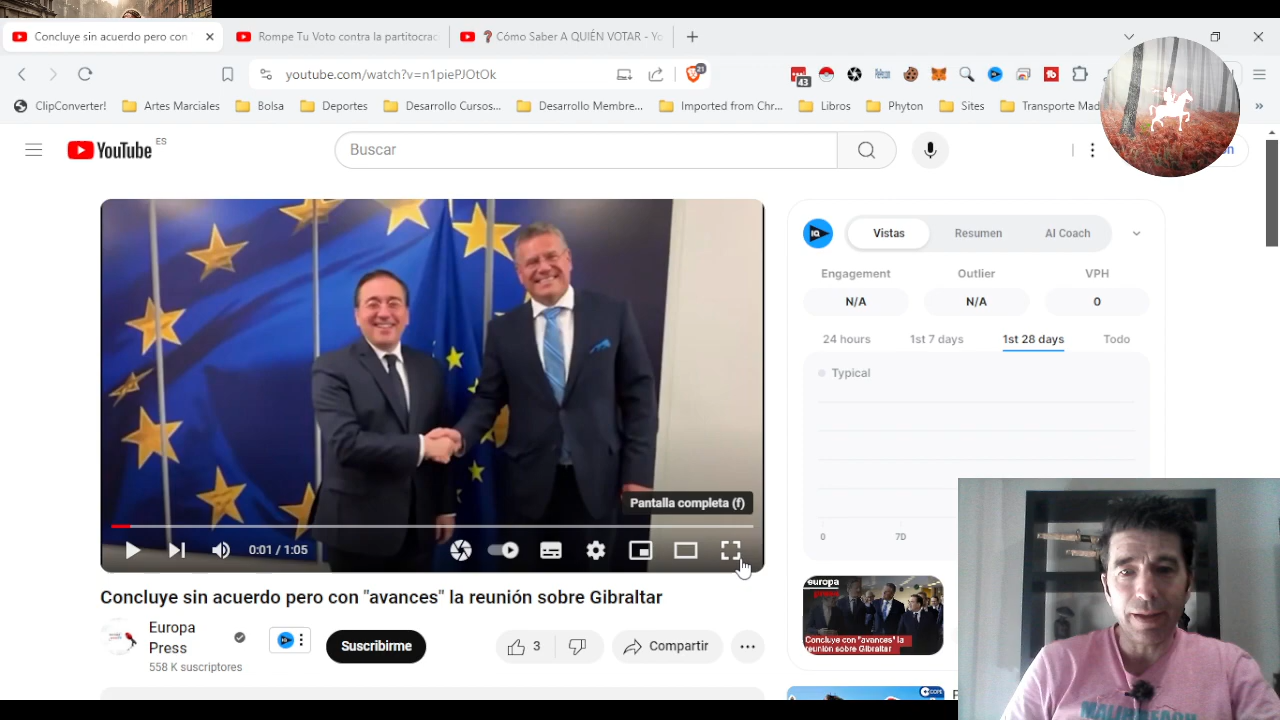 Concluye sin acuerdo pero con
Rompe Tu Voto contra la partitocrac
❓ Cómo Saber A QUIÉN VOTAR - Yo
youtube.com/watch?v=n1piePJOtOk
21
43
ClipConverter!
Artes Marciales
Bolsa
Deportes
Desarrollo Cursos...
Desarrollo Membre...
Imported from Chr...
Libros
Phyton
Sites
Transporte Mad
»
YouTube ES
Buscar
Pantalla completa (f)
0:01 / 1:05
Concluye sin acuerdo pero con "avances" la reunión sobre Gibraltar
Europa
Press
558 K suscriptores
Suscribirme
3
Compartir
IQ
Vistas
Resumen
AI Coach
Engagement
Outlier
VPH
N/A
N/A
0
24 hours
1st 7 days
1st 28 days
Todo
Typical
0
7D
europa
press
Concluye con "avances" la
reunión sobre Gibraltar
COPE